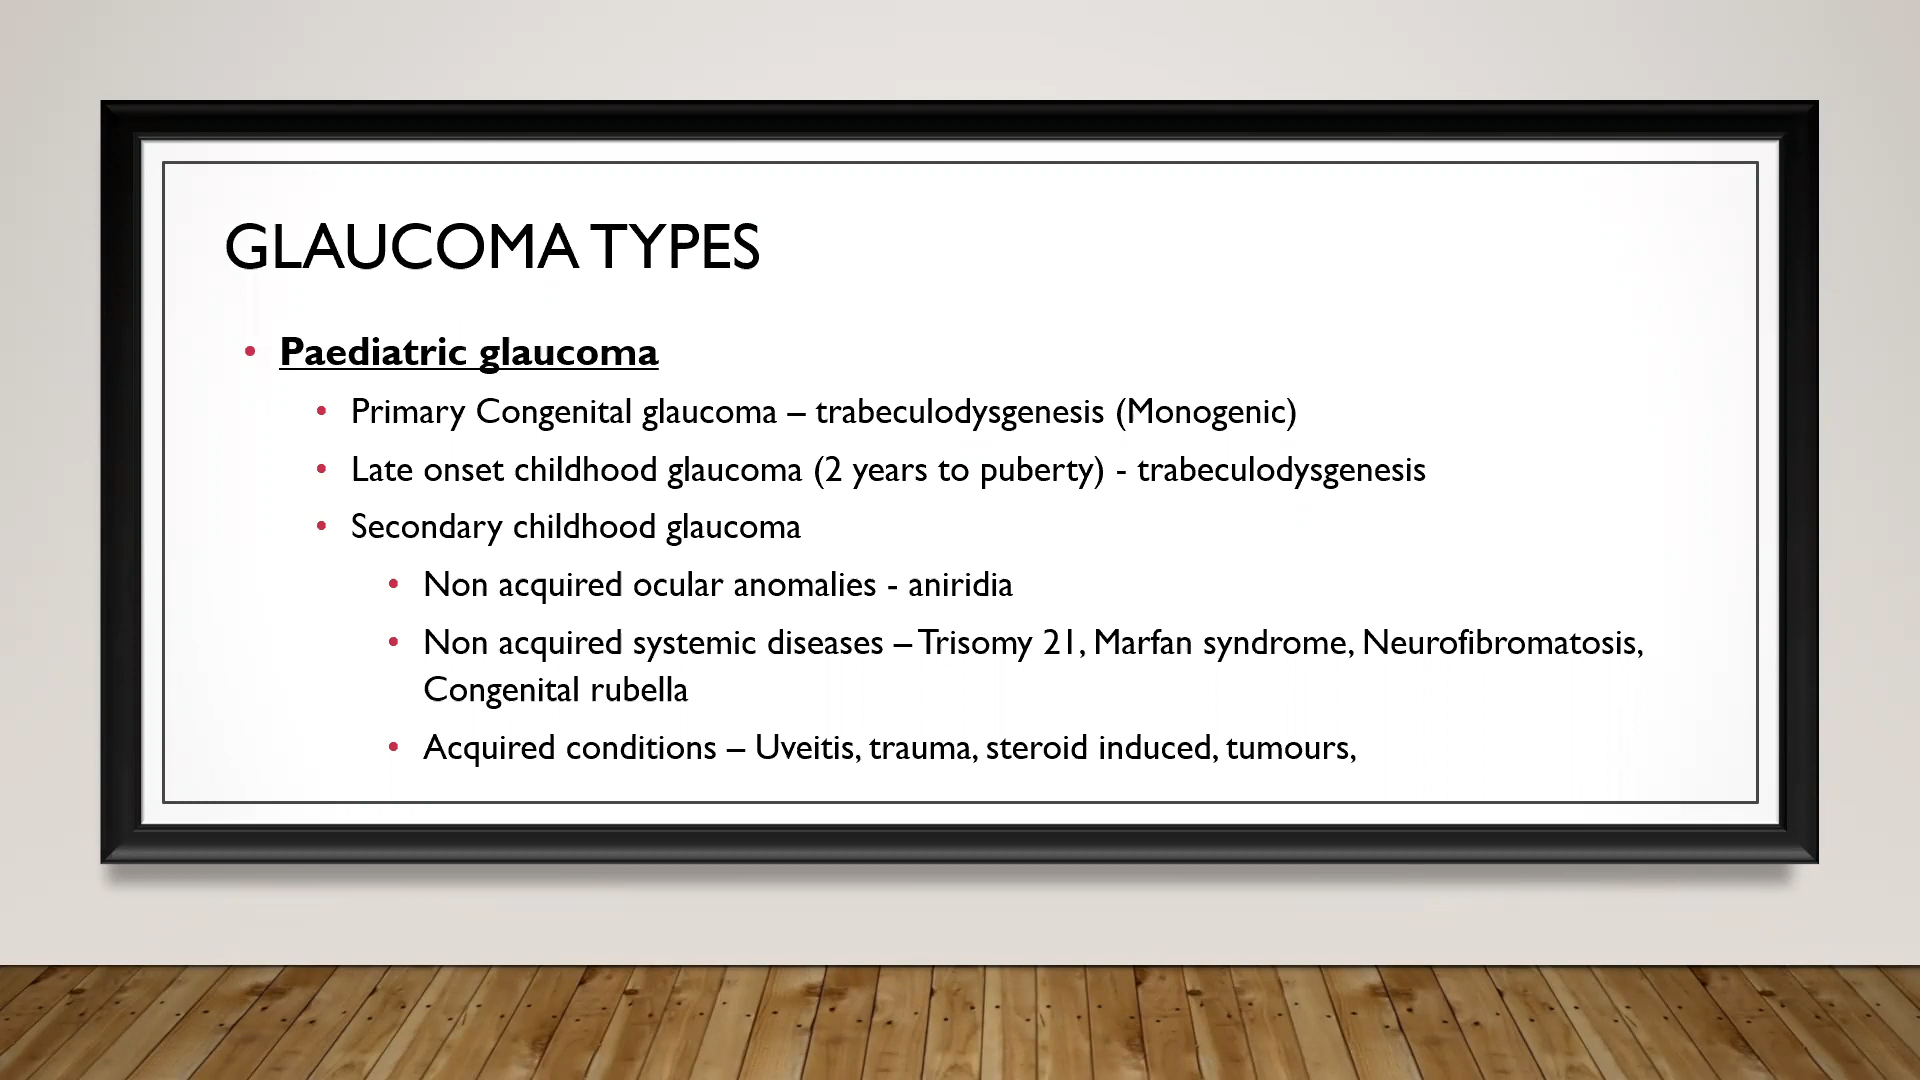 GLAUCOMA TYPES
• Paediatric glaucoma
• Primary Congenital glaucoma – trabeculodysgenesis (Monogenic)
• Late onset childhood glaucoma (2 years to puberty) - trabeculodysgenesis
• Secondary childhood glaucoma
• Non acquired ocular anomalies - aniridia
• Non acquired systemic diseases – Trisomy 21, Marfan syndrome, Neurofibromatosis,
Congenital rubella
• Acquired conditions – Uveitis, trauma, steroid induced, tumours,